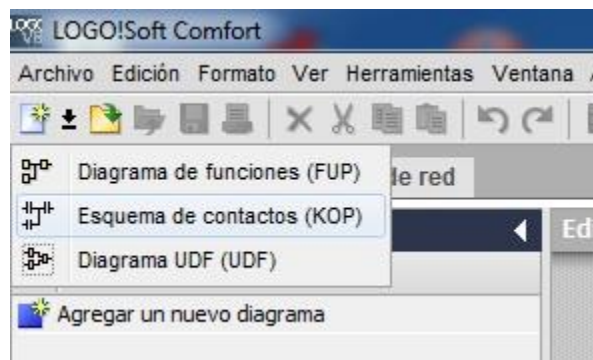 LOGO!Soft Comfort
Archivo Edición Formato Ver Herramientas Ventana
Diagrama de funciones (FUP)
de red
Esquema de contactos (KOP)
Ed
Diagrama UDF (UDF)
Agregar un nuevo diagrama